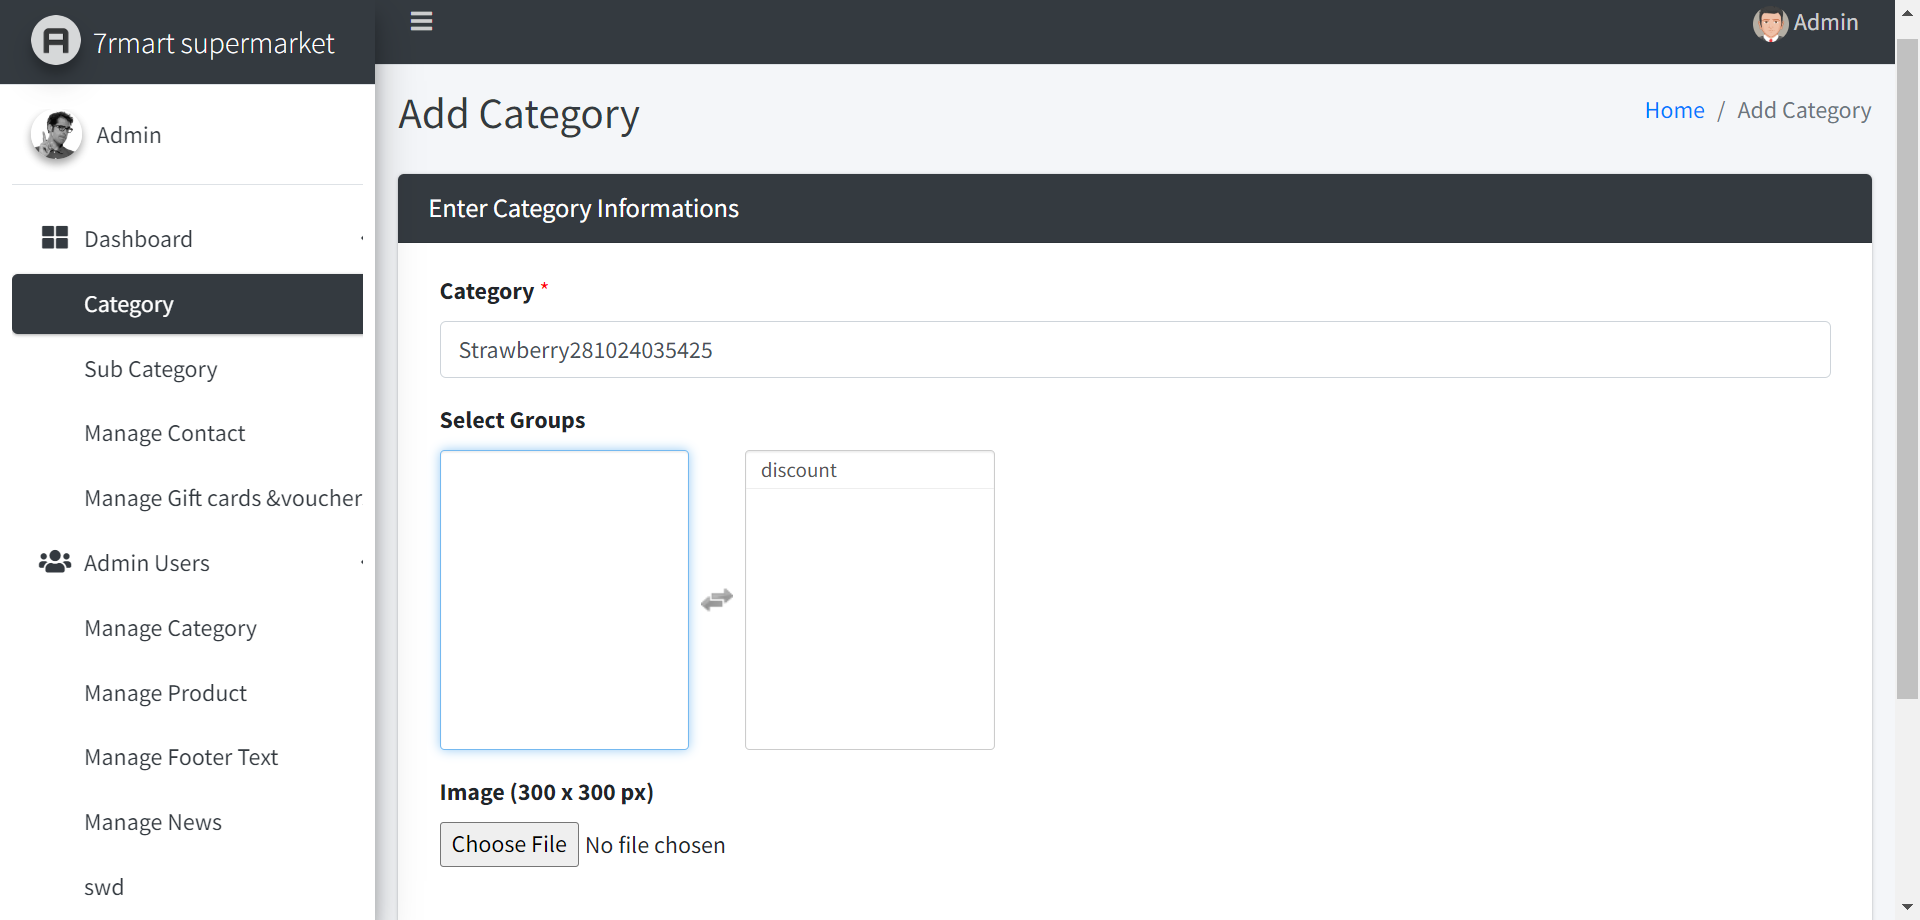 7rmart supermarket
Admin
Admin
Dashboard
Category
Sub Category
Manage Contact
Manage Gift cards &voucher
Admin Users
Manage Category
Manage Product
Manage Footer Text
Manage News
swd
Add Category
Home / Add Category
Enter Category Informations
Category *
Strawberry281024035425
Select Groups
discount
Image (300 x 300 px)
Choose File No file chosen